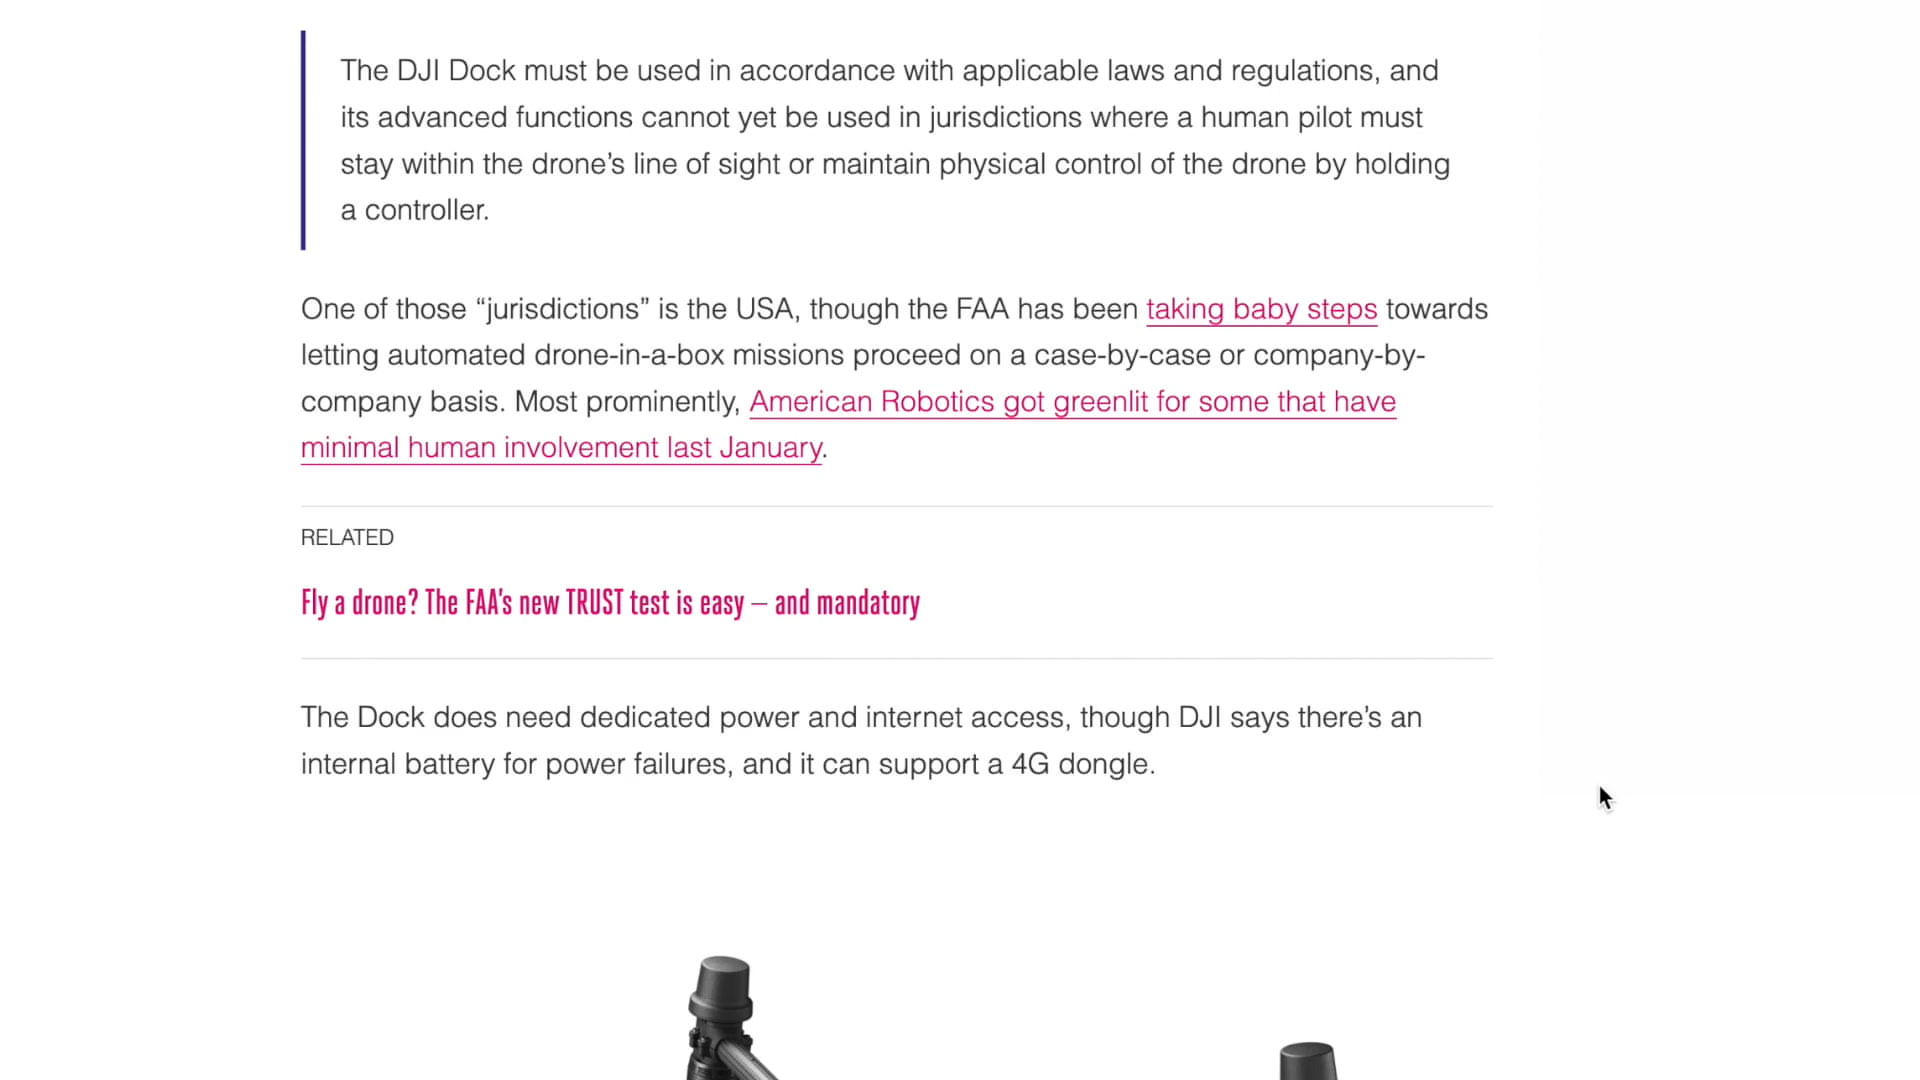 The DJI Dock must be used in accordance with applicable laws and regulations, and
its advanced functions cannot yet be used in jurisdictions where a human pilot must
stay within the drone’s line of sight or maintain physical control of the drone by holding
a controller.
One of those “jurisdictions” is the USA, though the FAA has been taking baby steps towards
letting automated drone-in-a-box missions proceed on a case-by-case or company-by-
company basis. Most prominently, American Robotics got greenlit for some that have
minimal human involvement last January.
RELATED
Fly a drone? The FAA’s new TRUST test is easy — and mandatory
The Dock does need dedicated power and internet access, though DJI says there’s an
internal battery for power failures, and it can support a 4G dongle.